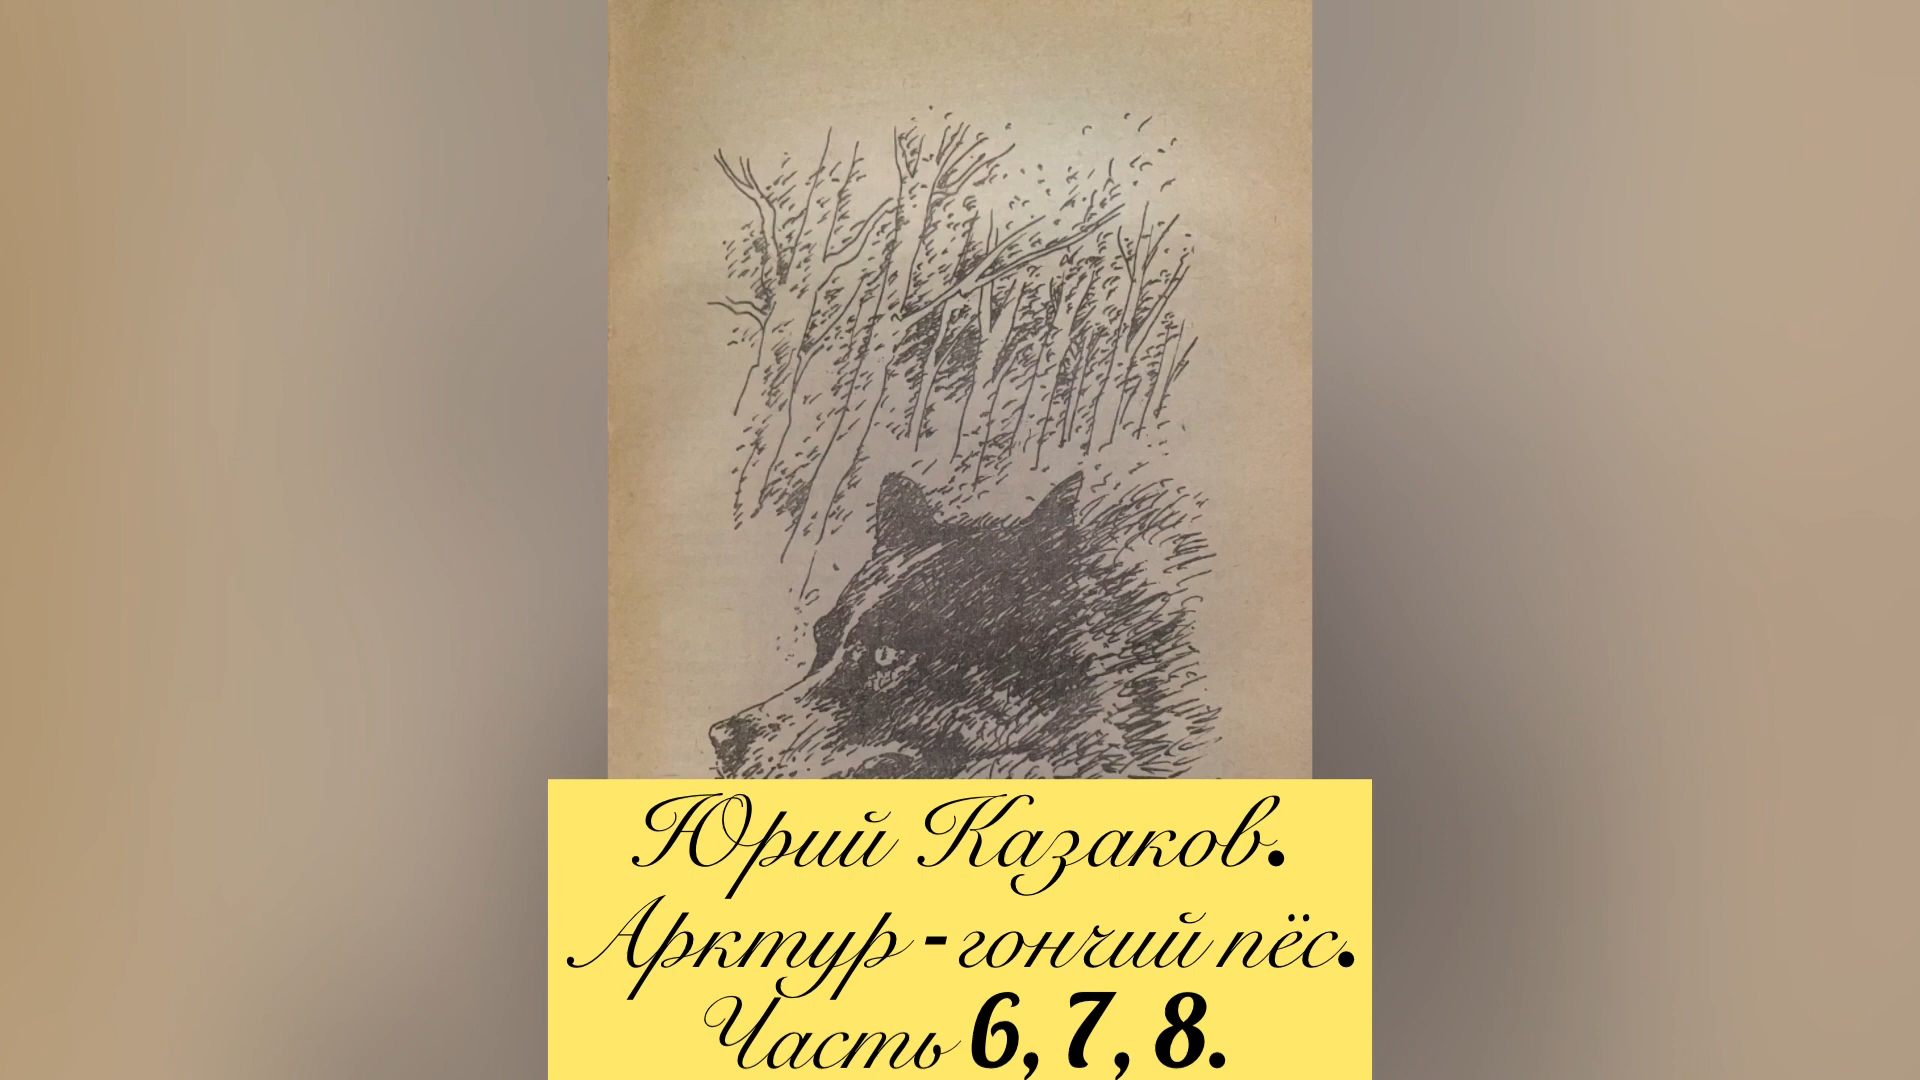 Юрий Казаков.
Арктур - гончий пёс.
Часть 6, 7, 8.